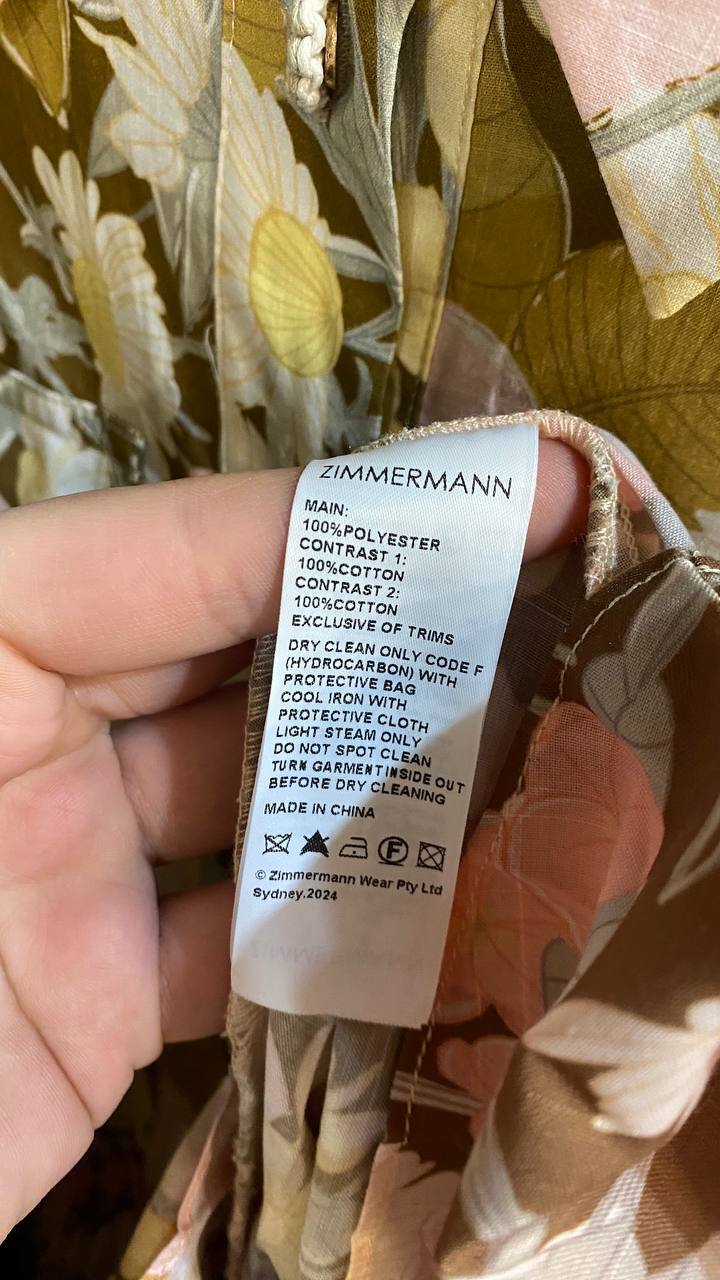 ZIMMERMANN
MAIN:
100%POLYESTER
CONTRAST 1:
100%COTTON
CONTRAST 2:
100%COTTON
EXCLUSIVE OF TRIMS
DRY CLEAN ONLY CODE F
(HYDROCARBON) WITH
PROTECTIVE BAG
COOL IRON WITH
PROTECTIVE CLOTH
LIGHT STEAM ONLY
DO NOT SPOT CLEAN
TURN GARMENT INSIDE OUT
BEFORE DRY CLEANING
MADE IN CHINA
F
© Zimmermann Wear Pty Ltd
Sydney.2024